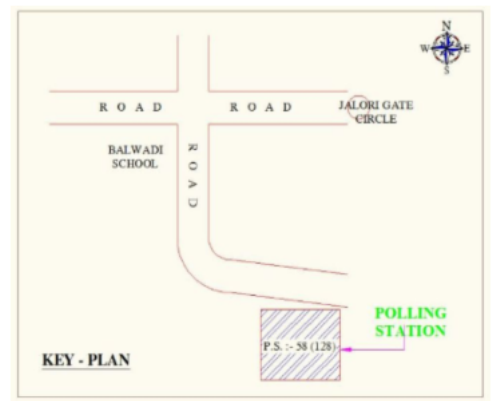 N
W E
S
ROAD ROAD
JALORI GATE
CIRCLE
BALWADI
SCHOOL
ROAD
POLLING
STATION
P.S. :- 58 (128)
KEY - PLAN